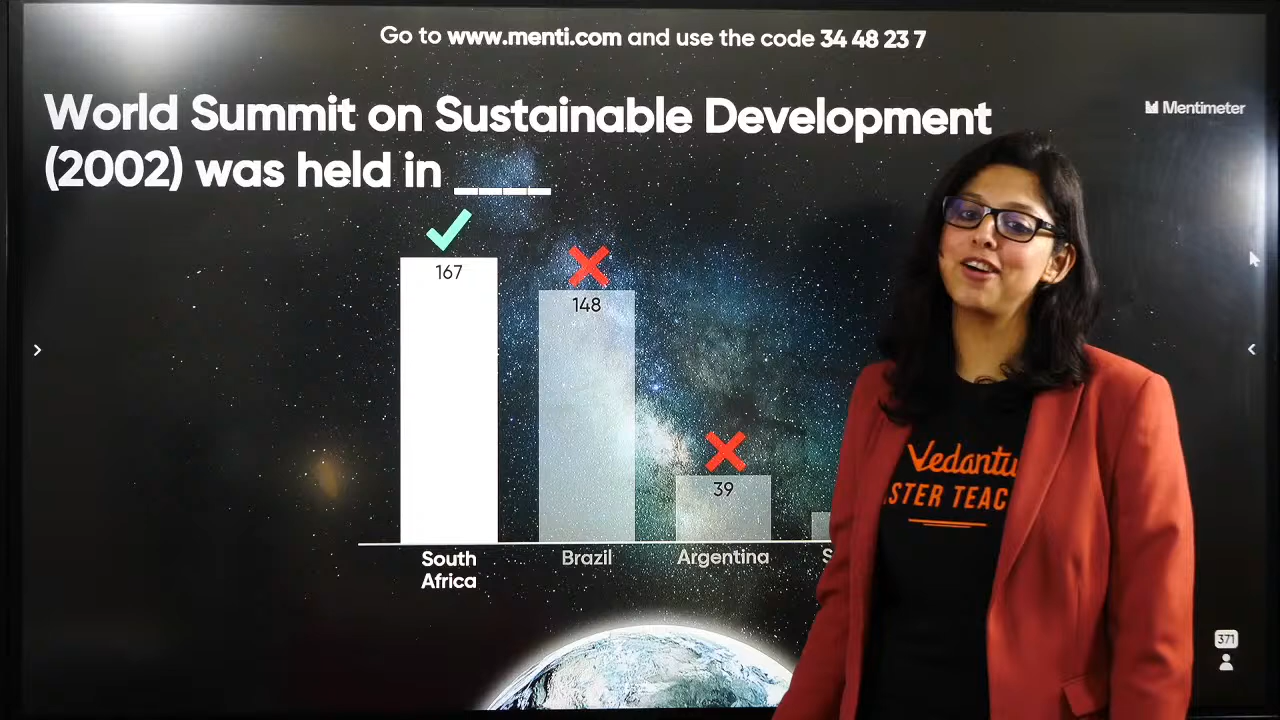 Go to www.menti.com and use the code 34 48 23 7
World Summit on Sustainable Development
(2002) was held in ____
Mentimeter
167
148
39
South
Africa
Brazil
Argentina
S
Vedantu
STER TEAC
371